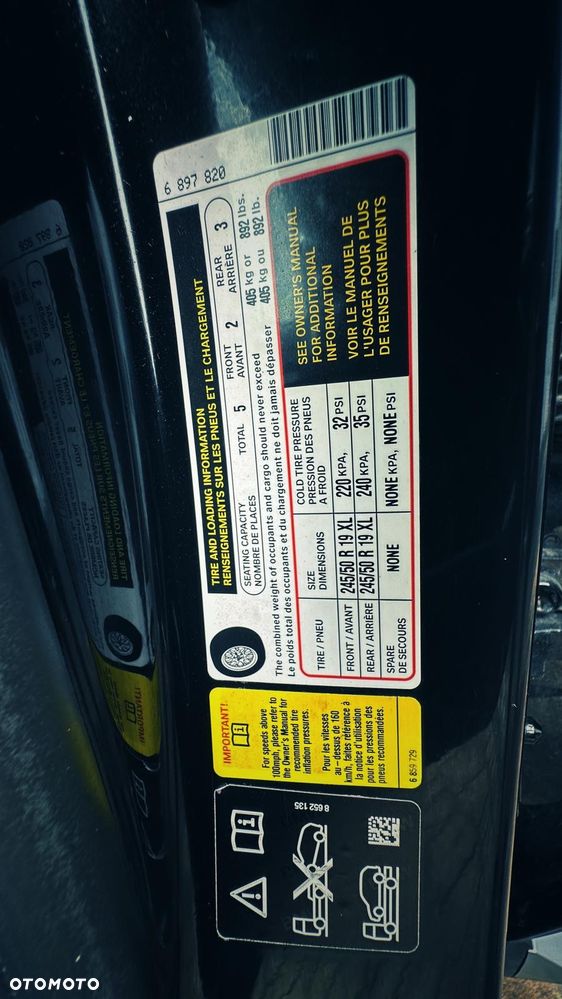 6 897 820
TIRE AND LOADING INFORMATION
RENSEIGNEMENTS SUR LES PNEUS ET LE CHARGEMENT
SEATING CAPACITY TOTAL 5 FRONT 2 REAR 3
NOMBRE DE PLACES AVANT ARRIÈRE
The combined weight of occupants and cargo should never exceed 405 kg or 892 lbs.
Le poids total des occupants et du chargement ne doit jamais dépasser 405 kg ou 892 lbs.
TIRE / PNEU SIZE COLD TIRE PRESSURE
DIMENSIONS PRESSION DES PNEUS
A FROID
FRONT / AVANT 245/50 R 19 XL 220 KPA, 32 PSI
REAR / ARRIÈRE 245/50 R 19 XL 240 KPA, 35 PSI
SPARE NONE NONE KPA, NONE PSI
DE SECOURS
SEE OWNER'S MANUAL
FOR ADDITIONAL
INFORMATION
VOIR LE MANUEL DE
L'USAGER POUR PLUS
DE RENSEIGNEMENTS
IMPORTANT!
For speeds above
100mph, please refer to
the Owner's Manual for
recommended tire
inflation pressures.
Pour les vitesses
au - dessus de 160
km/h, faites référence à
la notice d'utilisation
pour les pressions des
pneus recommandées.
6 859 729
8 652 135
OTOMOTO